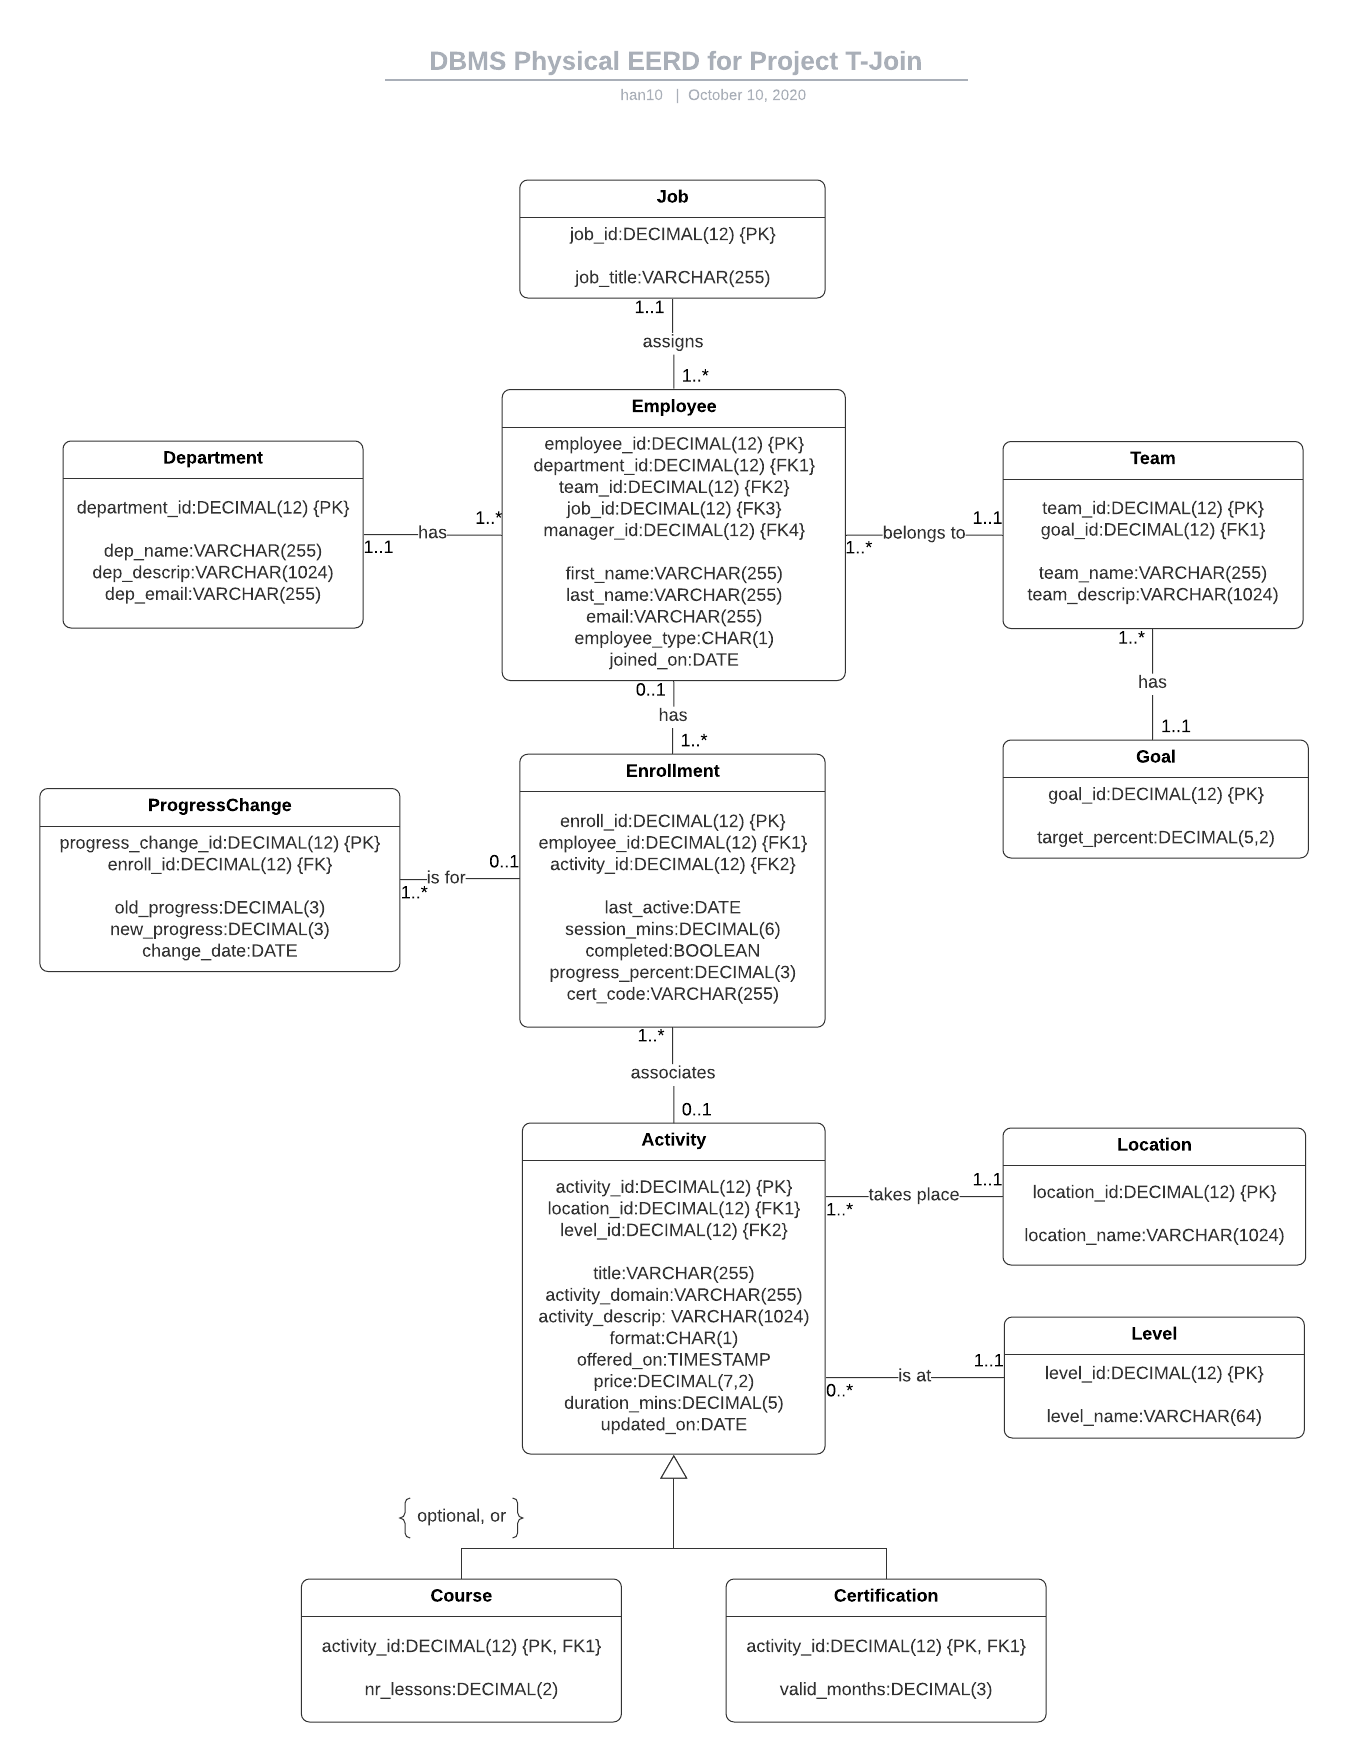 DBMS Physical EERD for Project T-Join
han10 | October 10, 2020
Job
job_id:DECIMAL(12) {PK}
job_title:VARCHAR(255)
1..1
assigns
1..*
Employee
employee_id:DECIMAL(12) {PK}
department_id:DECIMAL(12) {FK1}
team_id:DECIMAL(12) {FK2}
job_id:DECIMAL(12) {FK3}
manager_id:DECIMAL(12) {FK4}
first_name:VARCHAR(255)
last_name:VARCHAR(255)
email:VARCHAR(255)
employee_type:CHAR(1)
joined_on:DATE
Department
department_id:DECIMAL(12) {PK}
dep_name:VARCHAR(255)
dep_descrip:VARCHAR(1024)
dep_email:VARCHAR(255)
1..1
has
1..*
Team
team_id:DECIMAL(12) {PK}
goal_id:DECIMAL(12) {FK1}
team_name:VARCHAR(255)
team_descrip:VARCHAR(1024)
1..*
belongs to
1..1
1..*
has
1..1
Goal
goal_id:DECIMAL(12) {PK}
target_percent:DECIMAL(5,2)
0..1
has
1..*
Enrollment
enroll_id:DECIMAL(12) {PK}
employee_id:DECIMAL(12) {FK1}
activity_id:DECIMAL(12) {FK2}
last_active:DATE
session_mins:DECIMAL(6)
completed:BOOLEAN
progress_percent:DECIMAL(3)
cert_code:VARCHAR(255)
ProgressChange
progress_change_id:DECIMAL(12) {PK}
enroll_id:DECIMAL(12) {FK}
old_progress:DECIMAL(3)
new_progress:DECIMAL(3)
change_date:DATE
1..*
is for
0..1
1..*
associates
0..1
Activity
activity_id:DECIMAL(12) {PK}
location_id:DECIMAL(12) {FK1}
level_id:DECIMAL(12) {FK2}
title:VARCHAR(255)
activity_domain:VARCHAR(255)
activity_descrip: VARCHAR(1024)
format:CHAR(1)
offered_on:TIMESTAMP
price:DECIMAL(7,2)
duration_mins:DECIMAL(5)
updated_on:DATE
1..*
takes place
1..1
Location
location_id:DECIMAL(12) {PK}
location_name:VARCHAR(1024)
0..*
is at
1..1
Level
level_id:DECIMAL(12) {PK}
level_name:VARCHAR(64)
{ optional, or }
Course
activity_id:DECIMAL(12) {PK, FK1}
nr_lessons:DECIMAL(2)
Certification
activity_id:DECIMAL(12) {PK, FK1}
valid_months:DECIMAL(3)